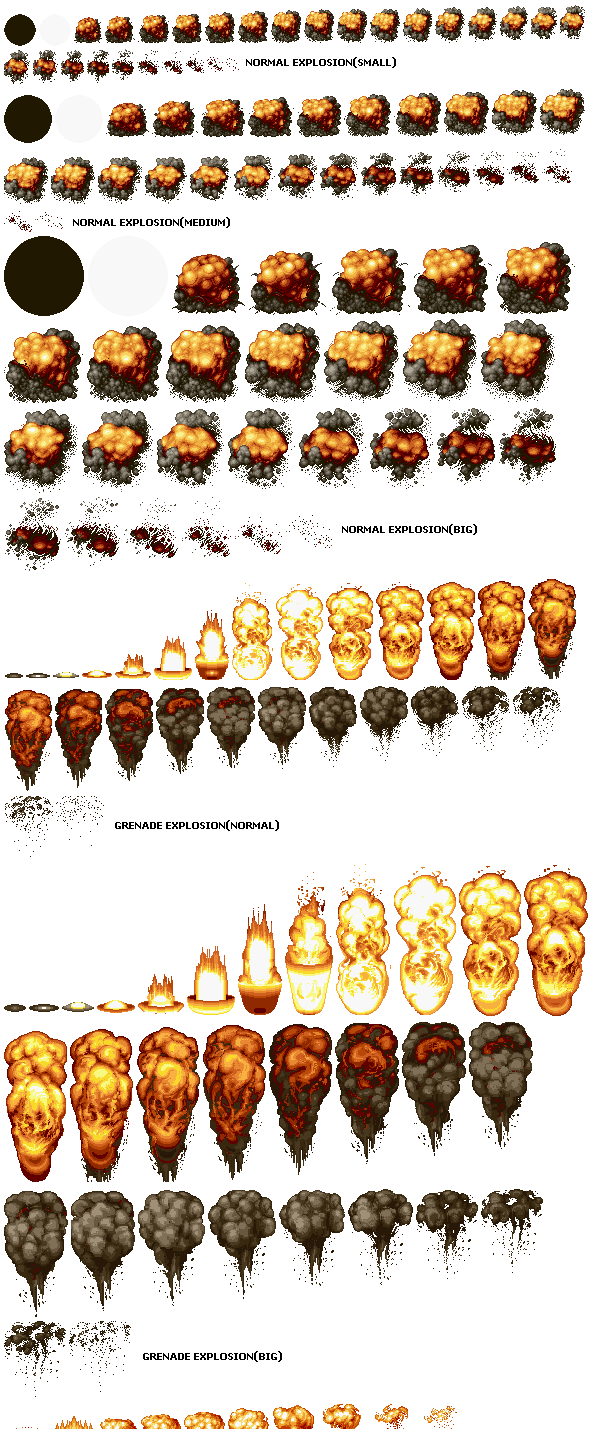 NORMAL EXPLOSION(SMALL)
NORMAL EXPLOSION(MEDIUM)
NORMAL EXPLOSION(BIG)
GRENADE EXPLOSION(NORMAL)
GRENADE EXPLOSION(BIG)